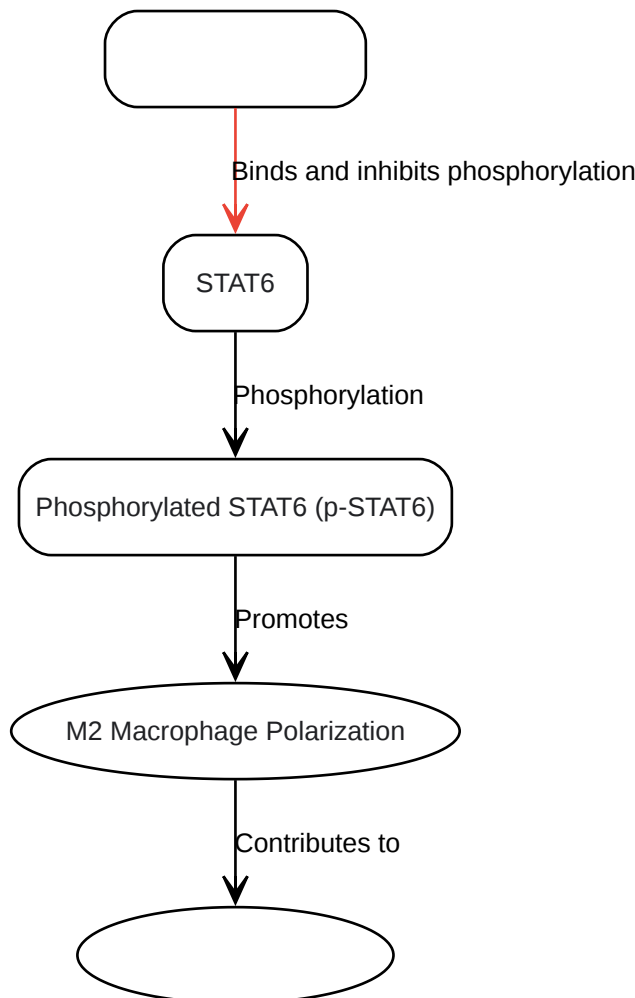 Binds and inhibits phosphorylation
STAT6
Phosphorylation
Phosphorylated STAT6 (p-STAT6)
Promotes
M2 Macrophage Polarization
Contributes to